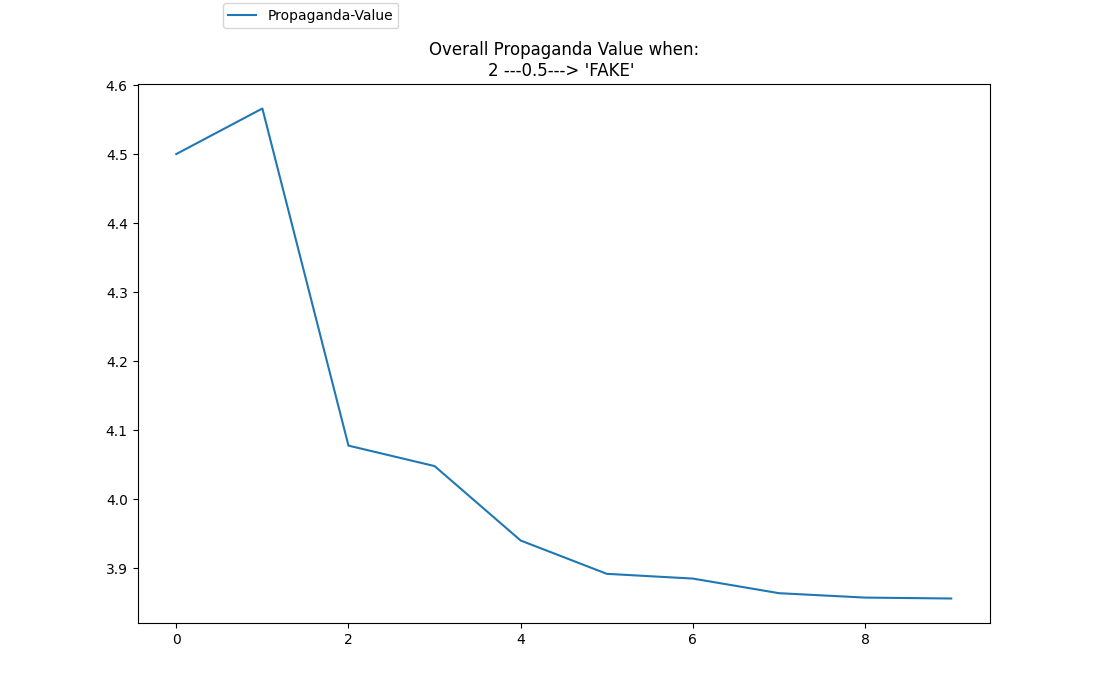 Propaganda-Value
Overall Propaganda Value when:
2 ---0.5---> 'FAKE'
4.6
4.5
4.4
4.3
4.2
4.1
4.0
3.9
0 2 4 6 8